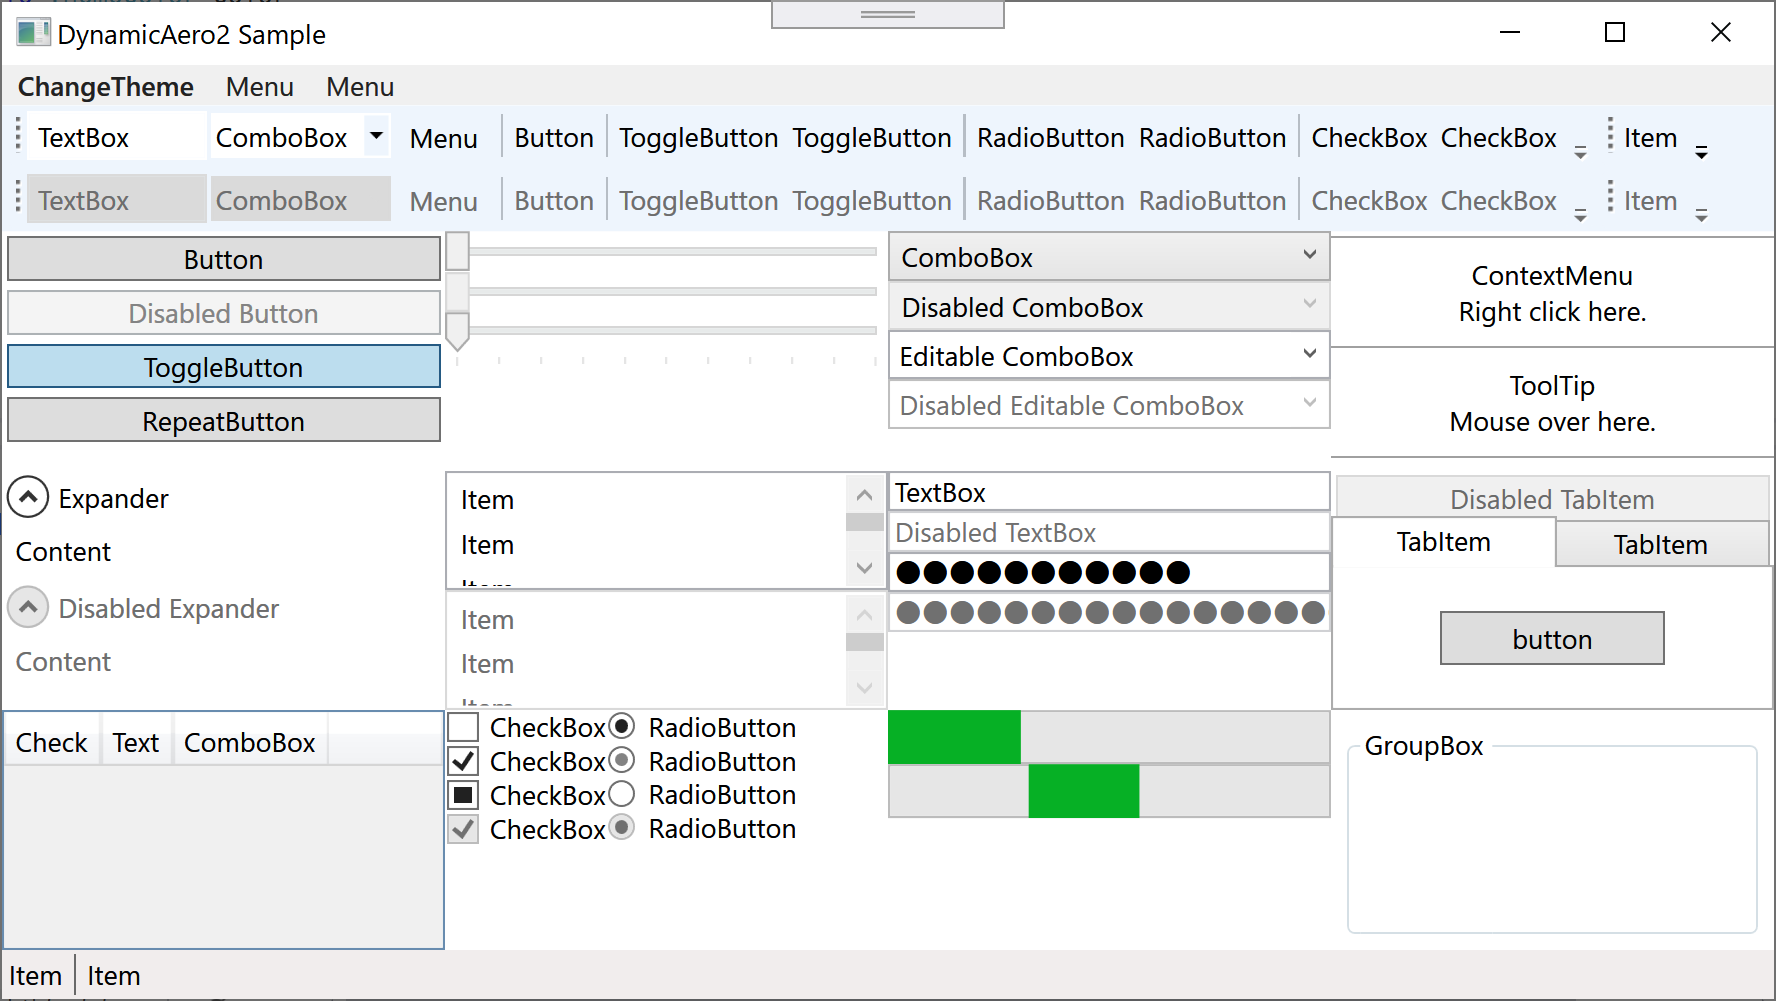 DynamicAero2 Sample
ChangeTheme Menu Menu
TextBox ComboBox Menu Button ToggleButton ToggleButton RadioButton RadioButton CheckBox CheckBox Item
TextBox ComboBox Menu Button ToggleButton ToggleButton RadioButton RadioButton CheckBox CheckBox Item
Button
Disabled Button
ToggleButton
RepeatButton
ComboBox
Disabled ComboBox
Editable ComboBox
Disabled Editable ComboBox
ContextMenu
Right click here.
ToolTip
Mouse over here.
Expander
Content
Disabled Expander
Content
Item
Item
Item
Item
TextBox
Disabled TextBox
Disabled TabItem
TabItem TabItem
button
Check Text ComboBox
CheckBox RadioButton
CheckBox RadioButton
CheckBox RadioButton
CheckBox RadioButton
GroupBox
Item Item